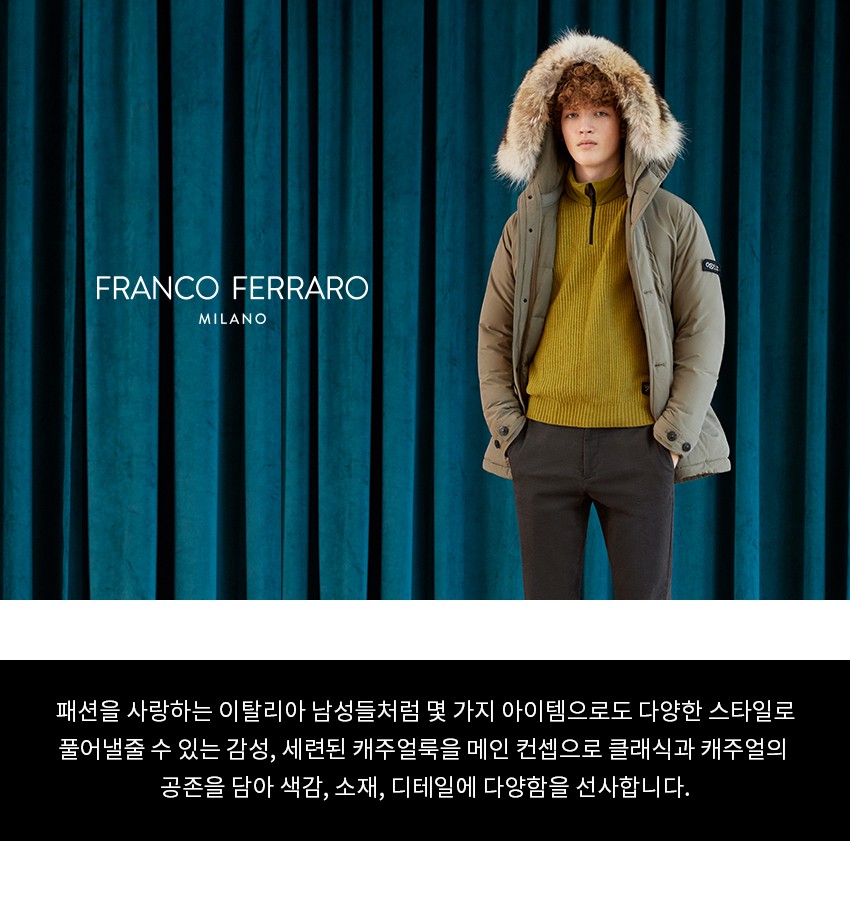 FRANCO FERRARO
MILANO
패션을 사랑하는 이탈리아 남성들처럼 몇 가지 아이템으로도 다양한 스타일로
풀어낼줄 수 있는 감성, 세련된 캐주얼룩을 메인 컨셉으로 클래식과 캐주얼의
공존을 담아 색감, 소재, 디테일에 다양함을 선사합니다.